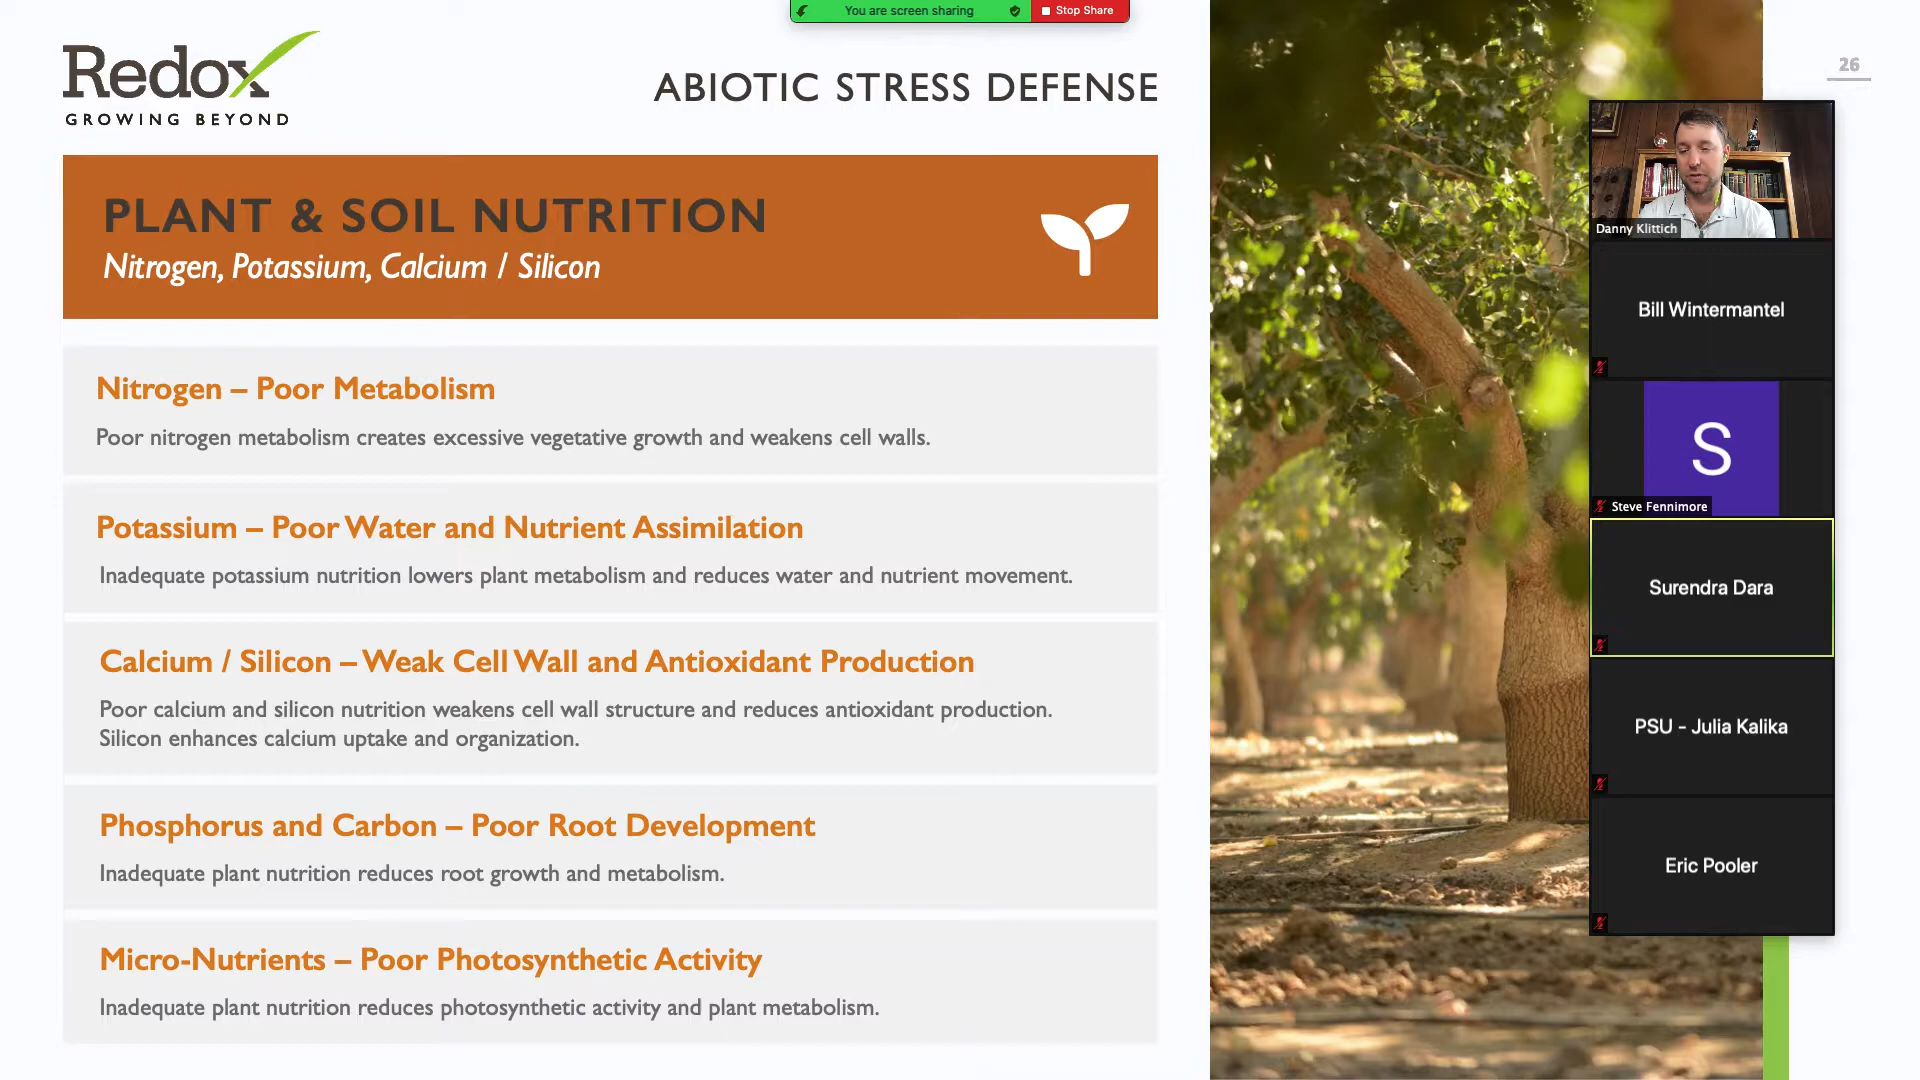 You are screen sharing
Stop Share
Redox
GROWING BEYOND
ABIOTIC STRESS DEFENSE
26
PLANT & SOIL NUTRITION
Nitrogen, Potassium, Calcium / Silicon
Nitrogen – Poor Metabolism
Poor nitrogen metabolism creates excessive vegetative growth and weakens cell walls.
Potassium – Poor Water and Nutrient Assimilation
Inadequate potassium nutrition lowers plant metabolism and reduces water and nutrient movement.
Calcium / Silicon – Weak Cell Wall and Antioxidant Production
Poor calcium and silicon nutrition weakens cell wall structure and reduces antioxidant production.
Silicon enhances calcium uptake and organization.
Phosphorus and Carbon – Poor Root Development
Inadequate plant nutrition reduces root growth and metabolism.
Micro-Nutrients – Poor Photosynthetic Activity
Inadequate plant nutrition reduces photosynthetic activity and plant metabolism.
Danny Klittich
Bill Wintermantel
S
Steve Fennimore
Surendra Dara
PSU - Julia Kalika
Eric Pooler